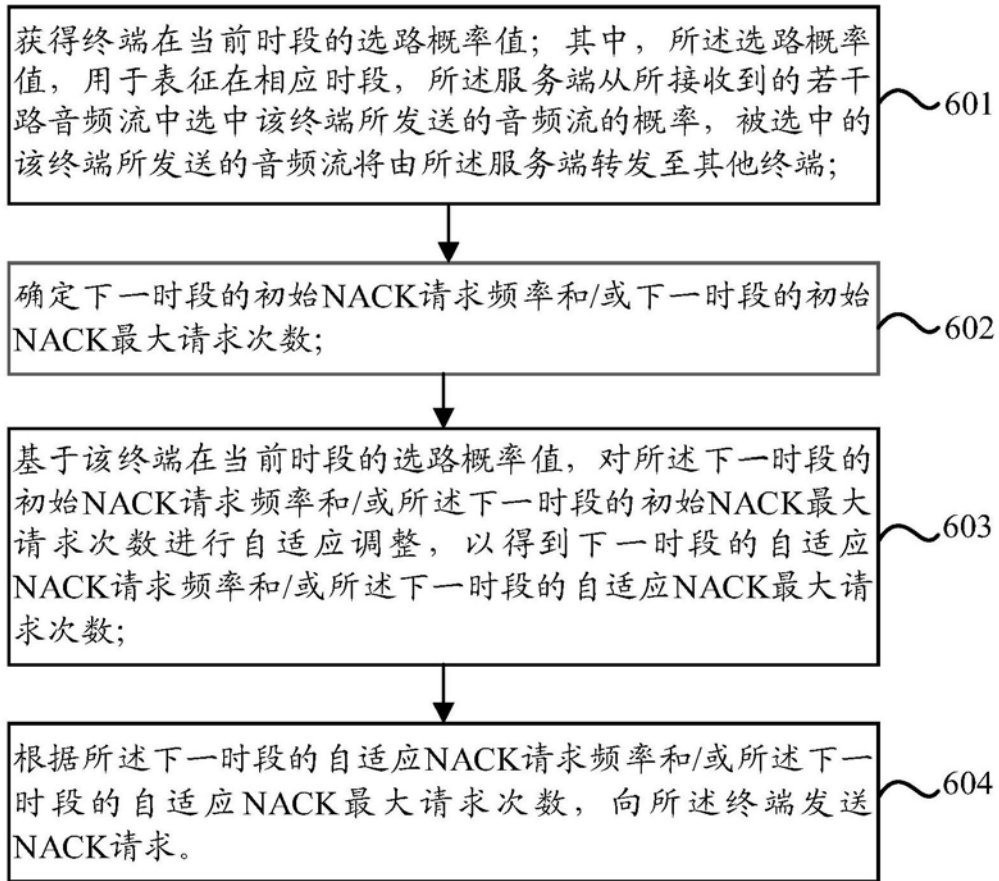 获得终端在当前时段的选路概率值；其中，所述选路概率
值，用于表征在相应时段，所述服务端从所接收到的若干
路音频流中选中该终端所发送的音频流的概率，被选中的
该终端所发送的音频流将由所述服务端转发至其他终端；
601
确定下一时段的初始NACK请求频率和/或下一时段的初始
NACK最大请求次数；
602
基于该终端在当前时段的选路概率值，对所述下一时段的
初始NACK请求频率和/或所述下一时段的初始NACK最大
请求次数进行自适应调整，以得到下一时段的自适应
NACK请求频率和/或所述下一时段的自适应NACK最大请
求次数；
603
根据所述下一时段的自适应NACK请求频率和/或所述下一
时段的自适应NACK最大请求次数，向所述终端发送
NACK请求。
604